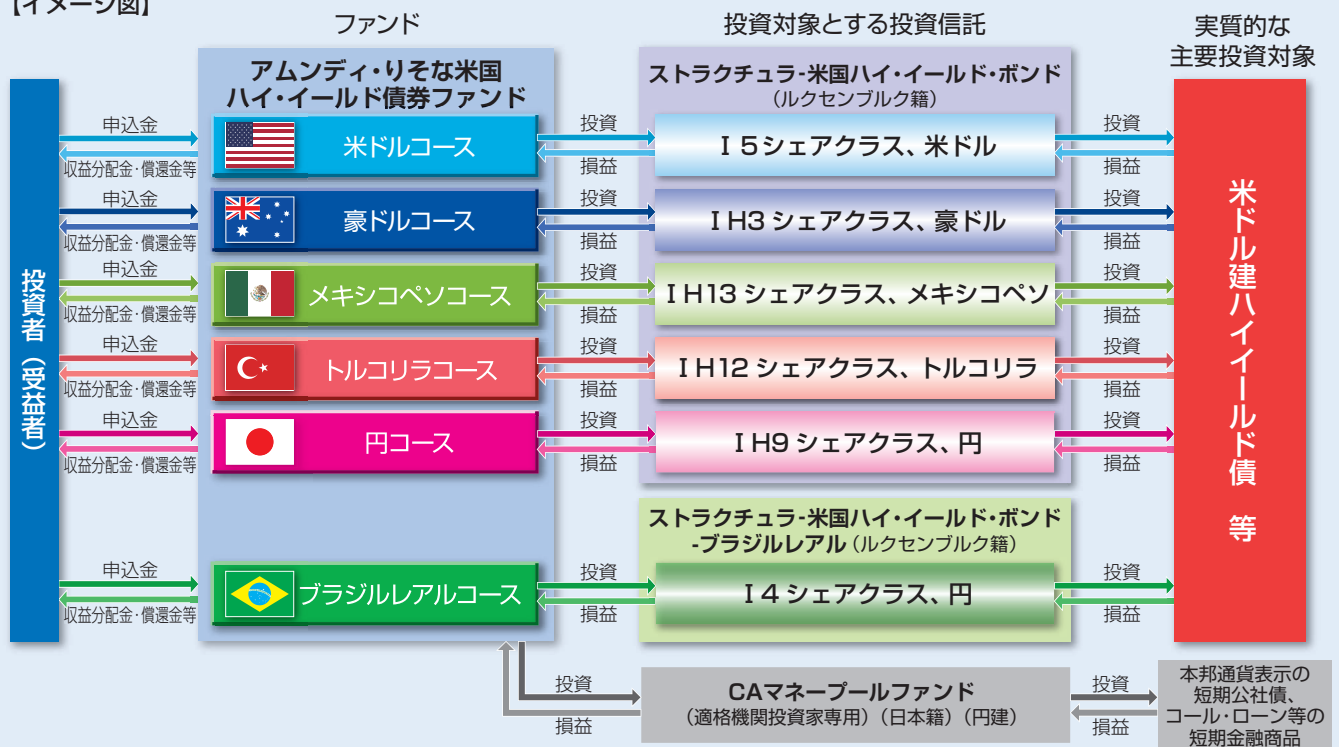 【イメージ図】
ファンド
投資対象とする投資信託
実質的な
主要投資対象
投資者（受益者）
アムンディ・りそな米国
ハイ・イールド債券ファンド
ストラクチュラ-米国ハイ・イールド・ボンド
（ルクセンブルク籍）
申込金
収益分配金・償還金等
米ドルコース
投資
損益
I 5シェアクラス、米ドル
投資
損益
申込金
収益分配金・償還金等
豪ドルコース
投資
損益
I H3 シェアクラス、豪ドル
投資
損益
申込金
収益分配金・償還金等
メキシコペソコース
投資
損益
I H13 シェアクラス、メキシコペソ
投資
損益
申込金
収益分配金・償還金等
トルコリラコース
投資
損益
I H12 シェアクラス、トルコリラ
投資
損益
申込金
収益分配金・償還金等
円コース
投資
損益
I H9 シェアクラス、円
投資
損益
ストラクチュラ-米国ハイ・イールド・ボンド
-ブラジルレアル（ルクセンブルク籍）
申込金
収益分配金・償還金等
ブラジルレアルコース
投資
損益
I 4 シェアクラス、円
投資
損益
米ドル建ハイイールド債 等
投資
損益
CAマネープールファンド
（適格機関投資家専用）（日本籍）（円建）
投資
損益
本邦通貨表示の
短期公社債、
コール・ローン等の
短期金融商品